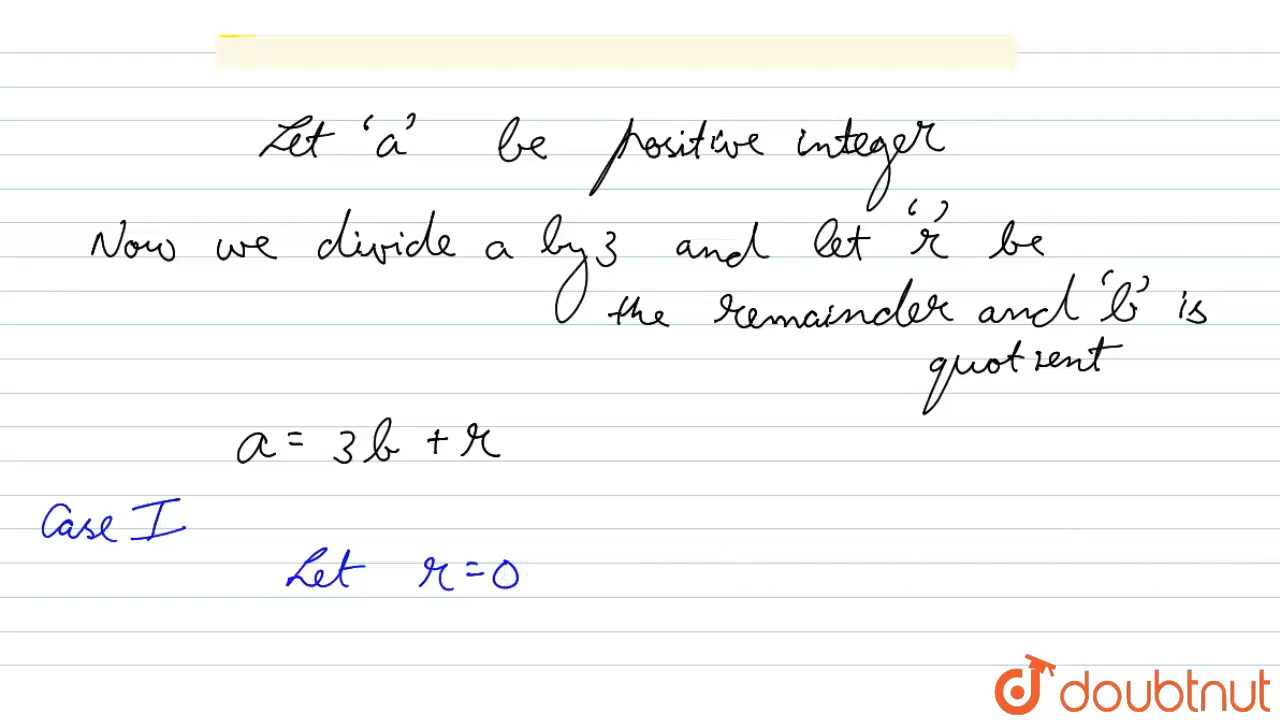 Let 'a' be positive integer
Now we divide a by 3 and let 'r' be
the remainder and 'b' is
quotient
a = 3b + r
Case I
Let r = 0
doubtnut